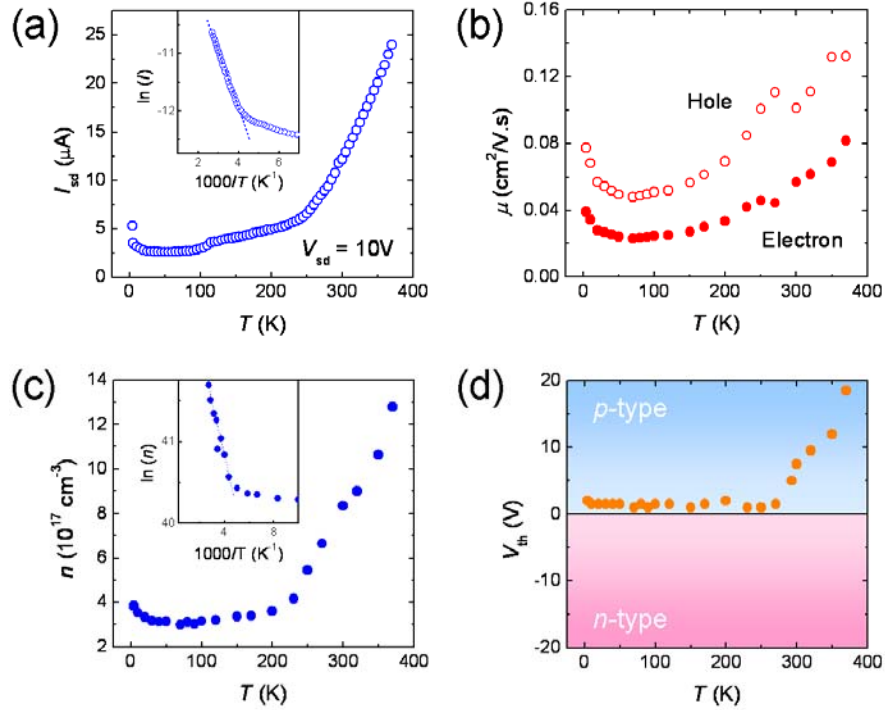 (a)
I_sd (μA)
25
20
15
10
5
0
0 100 200 300 400
T (K)
V_sd = 10V
ln (I)
-11
-12
2 4 6
1000/T (K⁻¹)
(b)
μ (cm²/V.s)
0.16
0.12
0.08
0.04
0.00
0 100 200 300 400
T (K)
Hole
Electron
(c)
n (10¹⁷ cm⁻³)
14
12
10
8
6
4
2
0
0 100 200 300 400
T (K)
ln (n)
41
40
4 8
1000/T (K⁻¹)
(d)
V_th (V)
20
10
0
-10
-20
0 100 200 300 400
T (K)
p-type
n-type